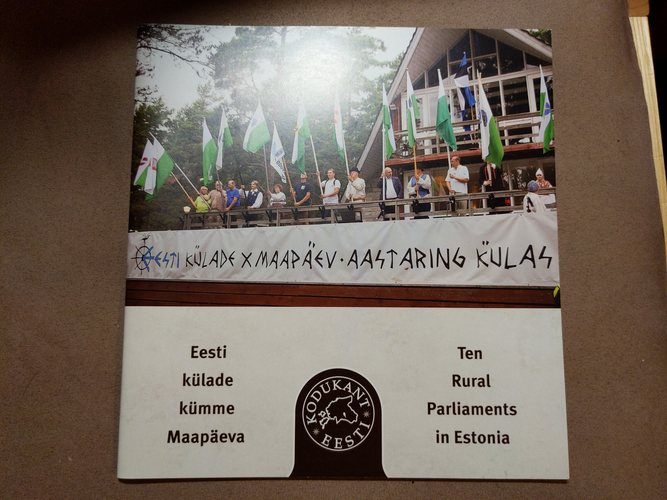 EESTI KÜLADE X MAAPÄEV · AASTARING KÜLAS
Eesti
külade
kümme
Maapäeva
KODUKANT
EESTI
Ten
Rural
Parliaments
in Estonia